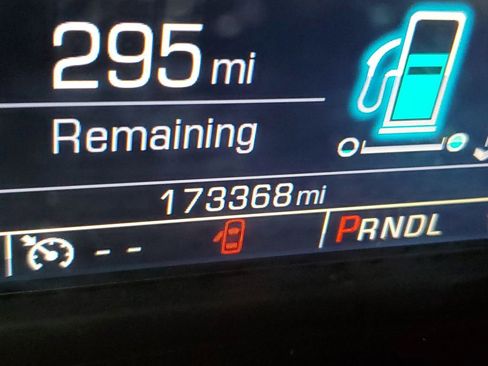 295 mi
Remaining
173368 mi
-- PRNDL